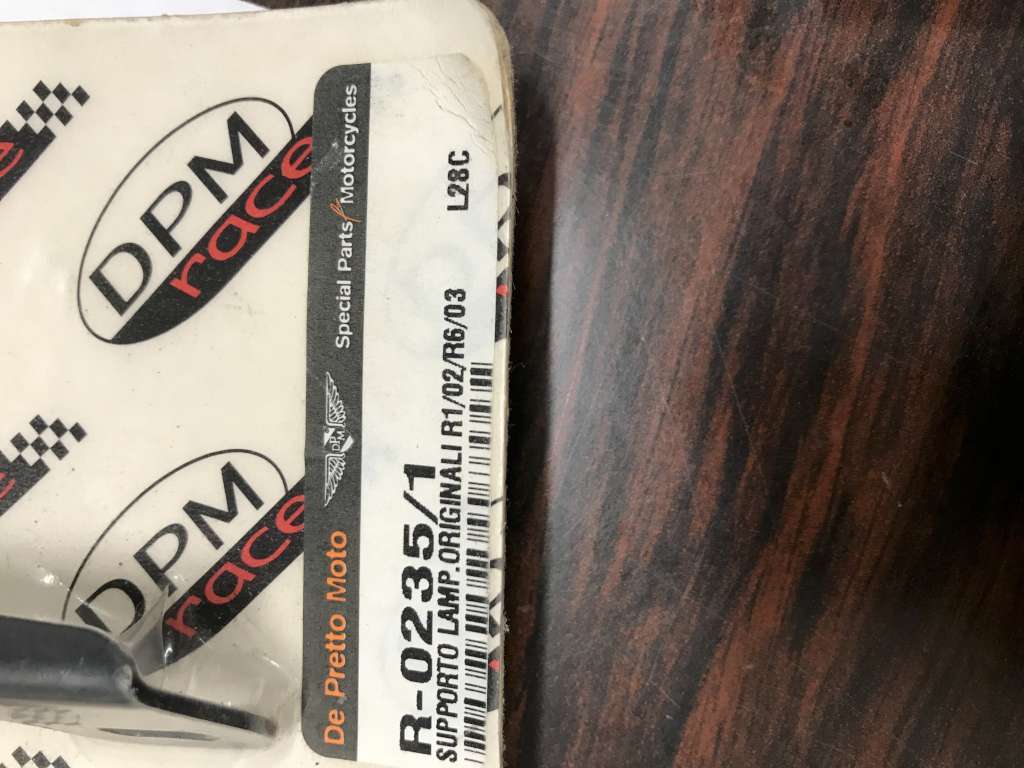 DPM
race
DPM
race
De Pretto Moto
DPM
Special Parts f Motorcycles
R-0235/1
SUPPORTO LAMP.ORIGINALI R1/02/R6/03
L28C